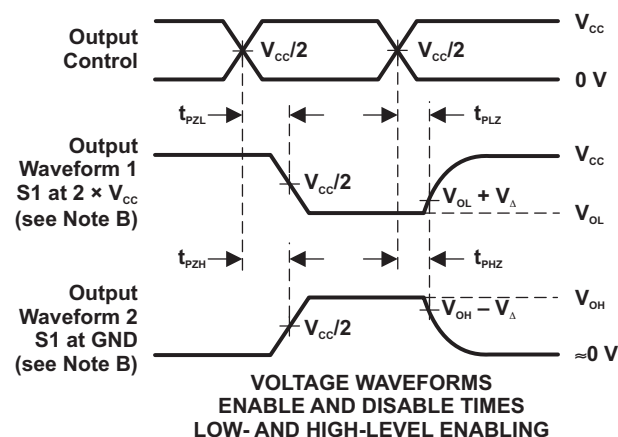 Output
Control
V_CC/2
V_CC/2
V_CC
0 V
t_PZL
t_PLZ
Output
Waveform 1
S1 at 2 × V_CC
(see Note B)
V_CC/2
V_OL + V_Δ
V_CC
V_OL
t_PZH
t_PHZ
Output
Waveform 2
S1 at GND
(see Note B)
V_CC/2
V_OH – V_Δ
V_OH
≈0 V
VOLTAGE WAVEFORMS
ENABLE AND DISABLE TIMES
LOW- AND HIGH-LEVEL ENABLING